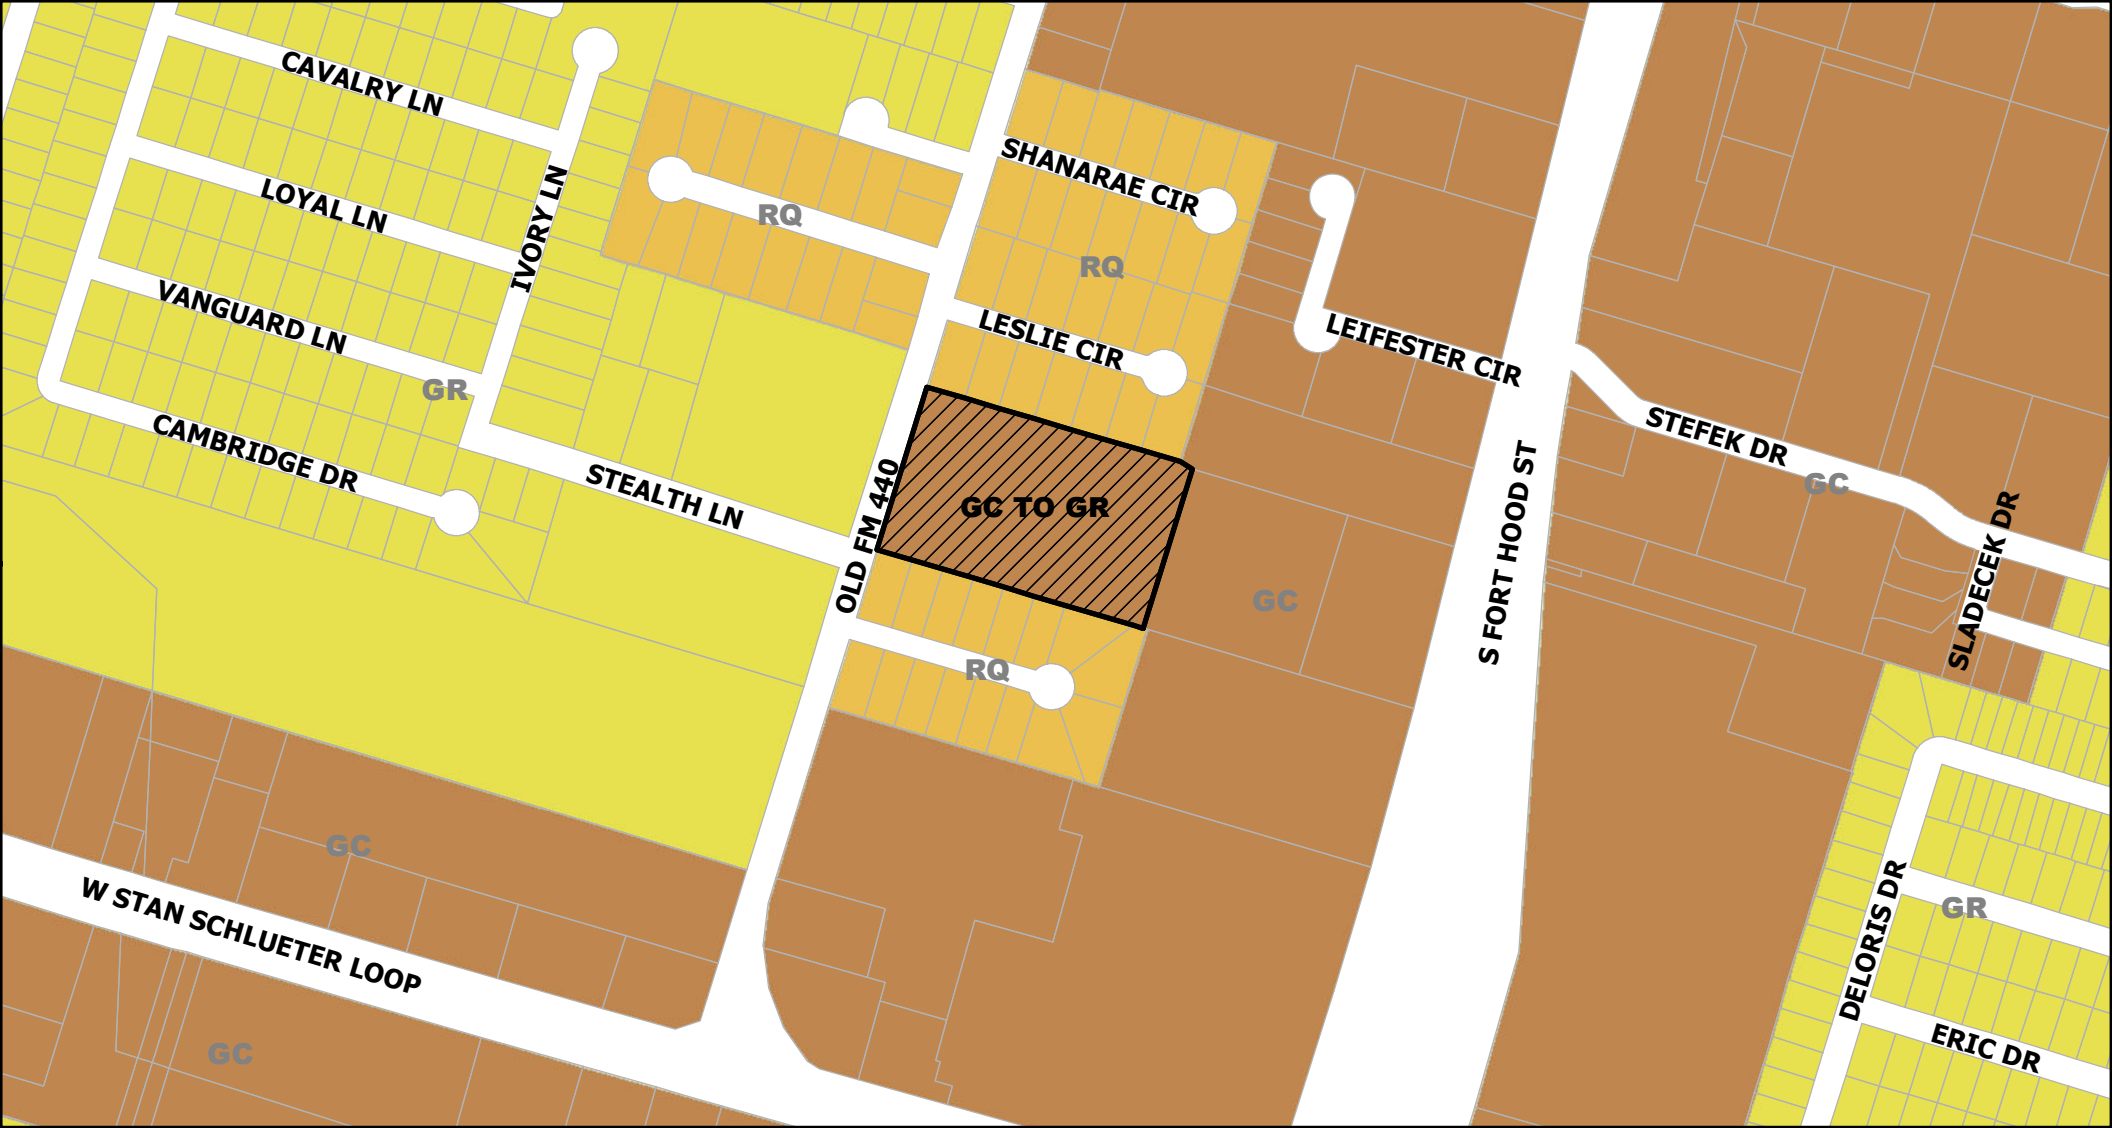 CAVALRY LN
SHANARAE CIR
LOYAL LN
IVORY LN
RQ
RQ
VANGUARD LN
LESLIE CIR
LEIFESTER CIR
GR
CAMBRIDGE DR
STEALTH LN
OLD FM 440
GC TO GR
S FORT HOOD ST
STEFEK DR
GC
SLADECEK DR
GC
RQ
GC
W STAN SCHLUETER LOOP
DELORIS DR
GR
GC
ERIC DR